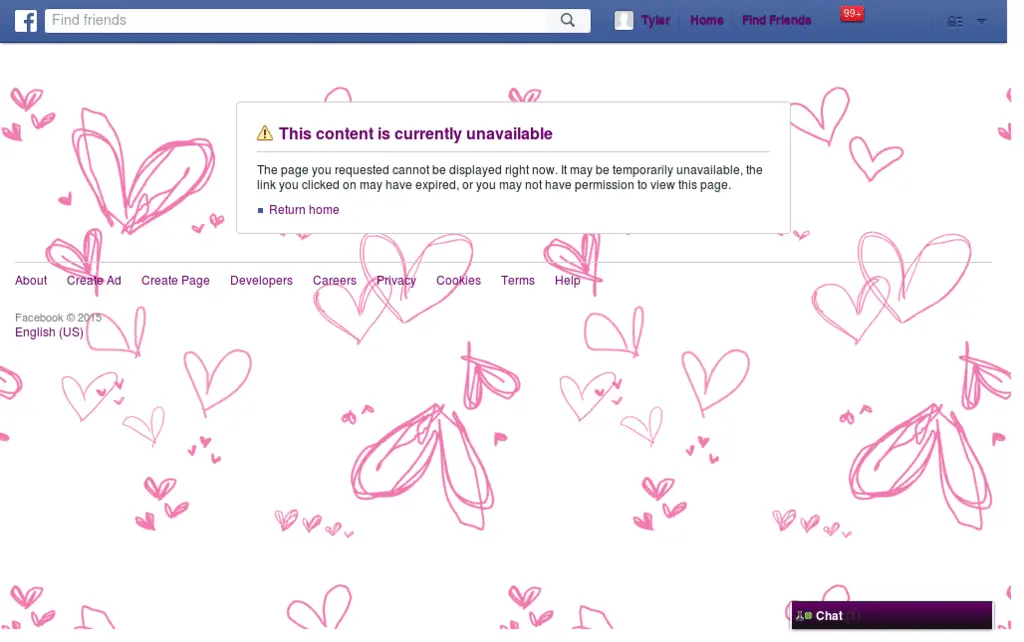 f Find friends Tyler Home Find Friends 99+
This content is currently unavailable
The page you requested cannot be displayed right now. It may be temporarily unavailable, the
link you clicked on may have expired, or you may not have permission to view this page.
Return home
About Create Ad Create Page Developers Careers Privacy Cookies Terms Help
Facebook © 2015
English (US)
Chat (1)